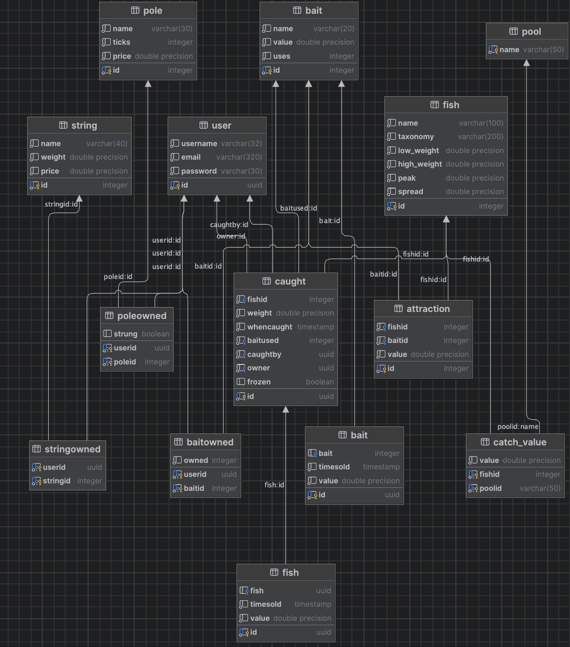 pole
name varchar(30)
ticks integer
price double precision
id integer
bait
name varchar(20)
value double precision
uses integer
id integer
pool
name varchar(50)
string
name varchar(40)
weight double precision
price double precision
id integer
user
username varchar(32)
email varchar(320)
password varchar(30)
id uuid
fish
name varchar(100)
taxonomy varchar(200)
low_weight double precision
high_weight double precision
peak double precision
spread double precision
id integer
stringid:id
baitused:id
caughtby:id
owner:id
bait:id
userid:id
userid:id
userid:id
poleid:id
baitid:id
fishid:id
fishid:id
baitid:id
fishid:id
caught
fishid integer
weight double precision
whencaught timestamp
baitused integer
caughtby uuid
owner uuid
frozen boolean
id uuid
poleowned
strung boolean
userid uuid
poleid integer
attraction
fishid integer
baitid integer
value double precision
id integer
poolid:name
stringowned
userid uuid
stringid integer
baitowned
owned integer
userid uuid
baitid integer
bait
bait integer
timesold timestamp
value double precision
id uuid
catch_value
value double precision
fishid integer
poolid varchar(50)
fish:id
fish
fish uuid
timesold timestamp
value double precision
id uuid